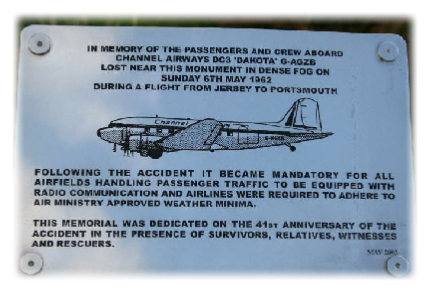 IN MEMORY OF THE PASSENGERS AND CREW ABOARD
CHANNEL AIRWAYS DC3 'DAKOTA' G-AGZB
LOST NEAR THIS MONUMENT IN DENSE FOG ON
SUNDAY 6TH MAY 1962
DURING A FLIGHT FROM JERSEY TO PORTSMOUTH
Channel
FOLLOWING THE ACCIDENT IT BECAME MANDATORY FOR ALL
AIRFIELDS HANDLING PASSENGER TRAFFIC TO BE EQUIPPED WITH
RADIO COMMUNICATION AND AIRLINES WERE REQUIRED TO ADHERE TO
AIR MINISTRY APPROVED WEATHER MINIMA.
THIS MEMORIAL WAS DEDICATED ON THE 41ST ANNIVERSARY OF THE
ACCIDENT IN THE PRESENCE OF SURVIVORS, RELATIVES, WITNESSES
AND RESCUERS.
MAY 2003